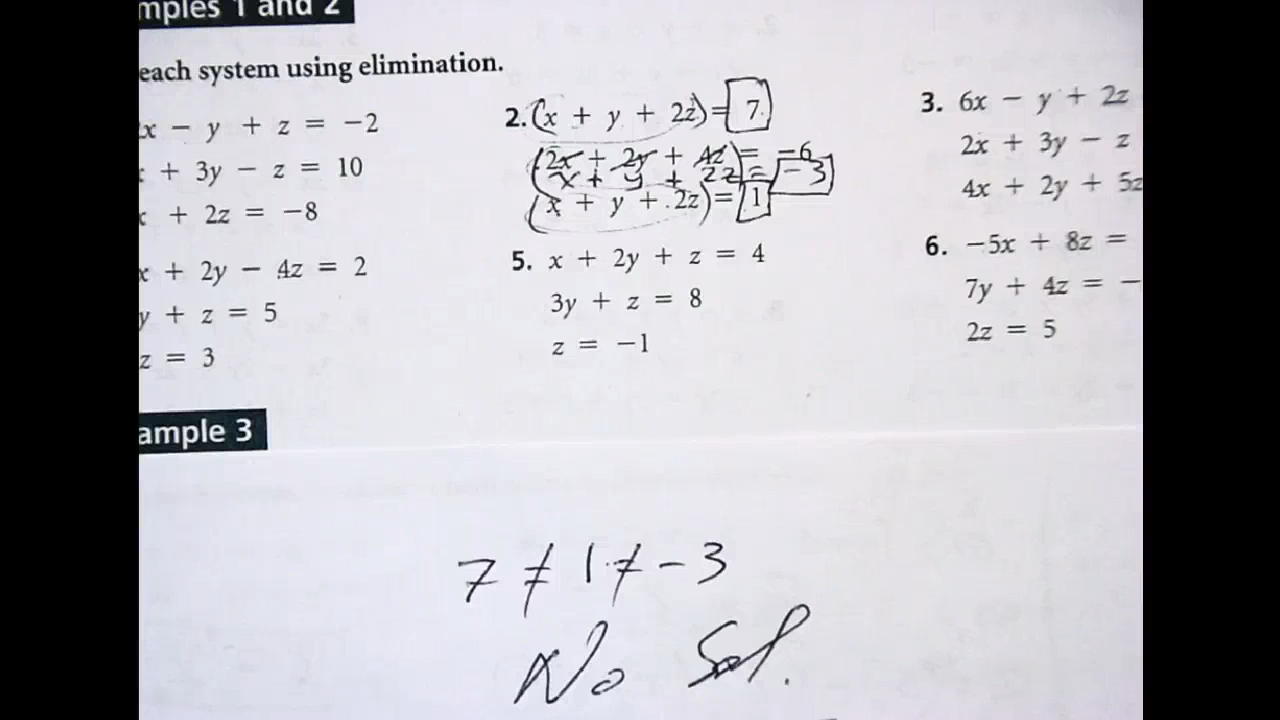 mples 1 and 2
each system using elimination.
x − y + z = −2
+ 3y − z = 10
+ 2z = −8
2. (x + y + 2z) = 7
(2x + 2y + 4z) = −6
x + y + 2z = −3
(x + y + 2z) = 1
3. 6x − y + 2z
2x + 3y − z
4x + 2y + 5z
x + 2y − 4z = 2
y + z = 5
z = 3
5. x + 2y + z = 4
3y + z = 8
z = −1
6. −5x + 8z =
7y + 4z = −
2z = 5
ample 3
7 ≠ 1 ≠ −3
No Sol.